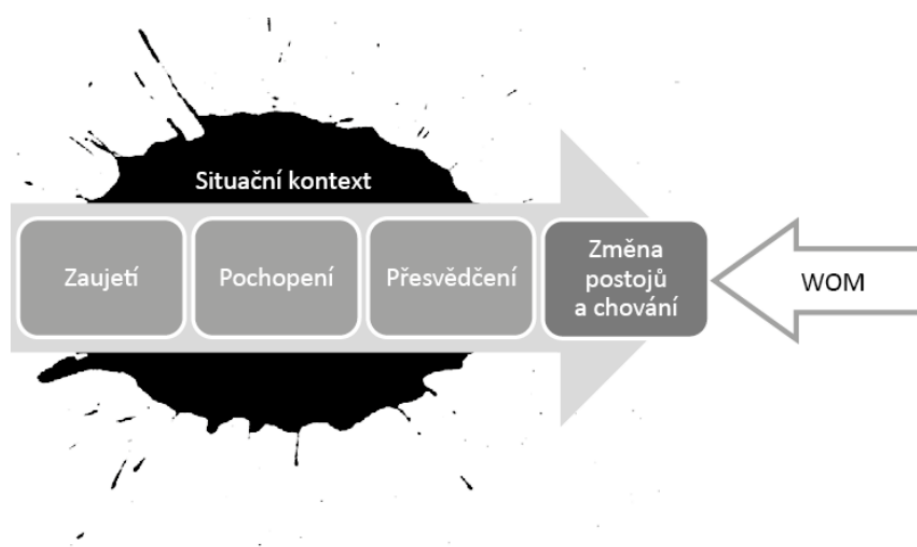 Situační kontext
Zaujetí
Pochopení
Přesvědčení
Změna
postojů
a chování
WOM